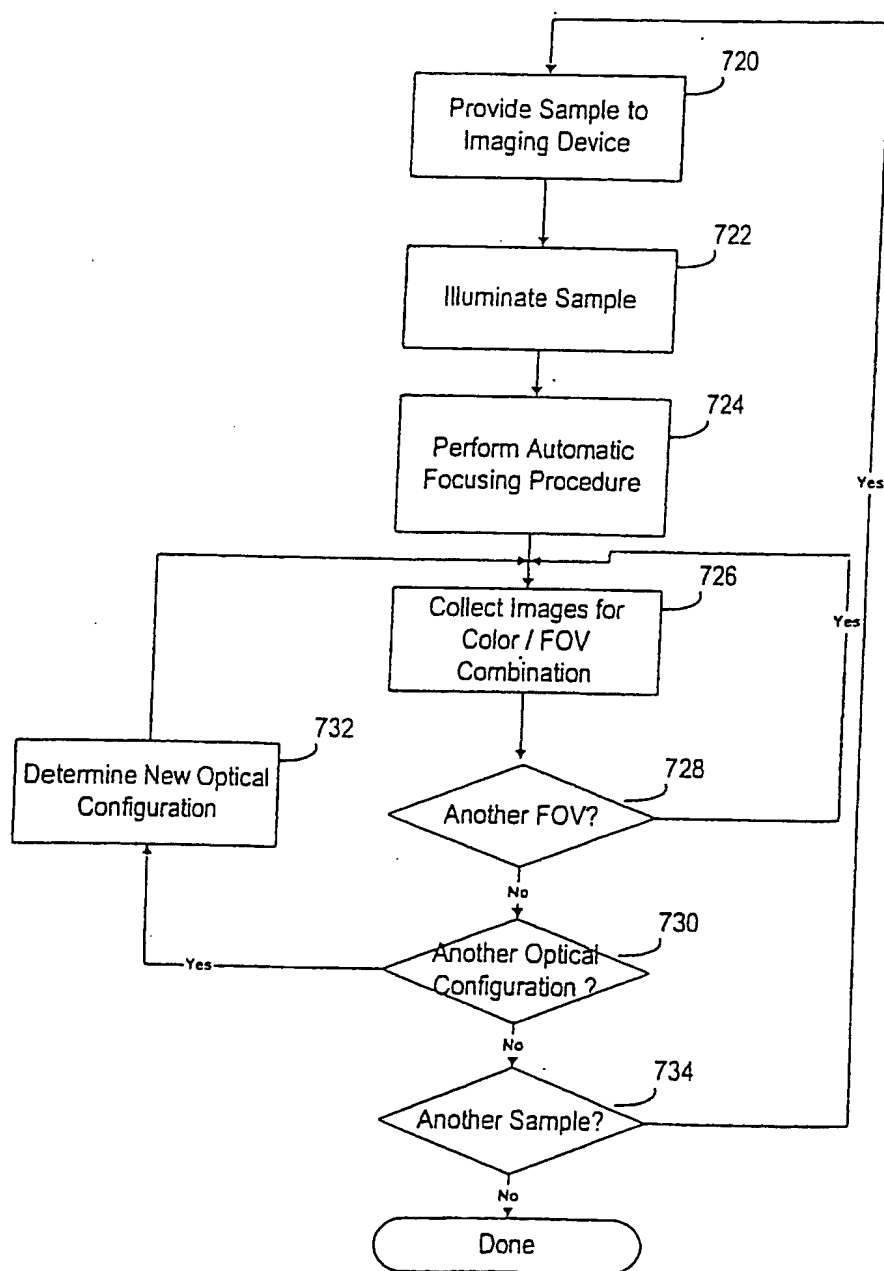 720
Provide Sample to
Imaging Device
722
Illuminate Sample
724
Perform Automatic
Focusing Procedure
Yes
726
Collect Images for
Color / FOV
Combination
Yes
732
Determine New Optical
Configuration
728
Another FOV?
No
730
Another Optical
Configuration ?
Yes
No
734
Another Sample?
No
Done